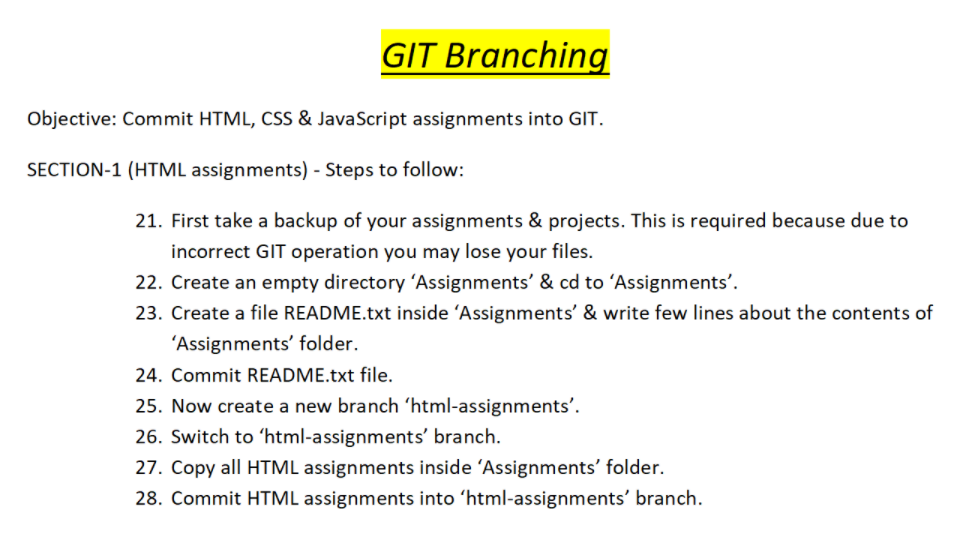 GIT Branching
Objective: Commit HTML, CSS & JavaScript assignments into GIT.
SECTION-1 (HTML assignments) - Steps to follow:
21. First take a backup of your assignments & projects. This is required because due to
incorrect GIT operation you may lose your files.
22. Create an empty directory ‘Assignments’ & cd to ‘Assignments’.
23. Create a file README.txt inside ‘Assignments’ & write few lines about the contents of
‘Assignments’ folder.
24. Commit README.txt file.
25. Now create a new branch ‘html-assignments’.
26. Switch to ‘html-assignments’ branch.
27. Copy all HTML assignments inside ‘Assignments’ folder.
28. Commit HTML assignments into ‘html-assignments’ branch.